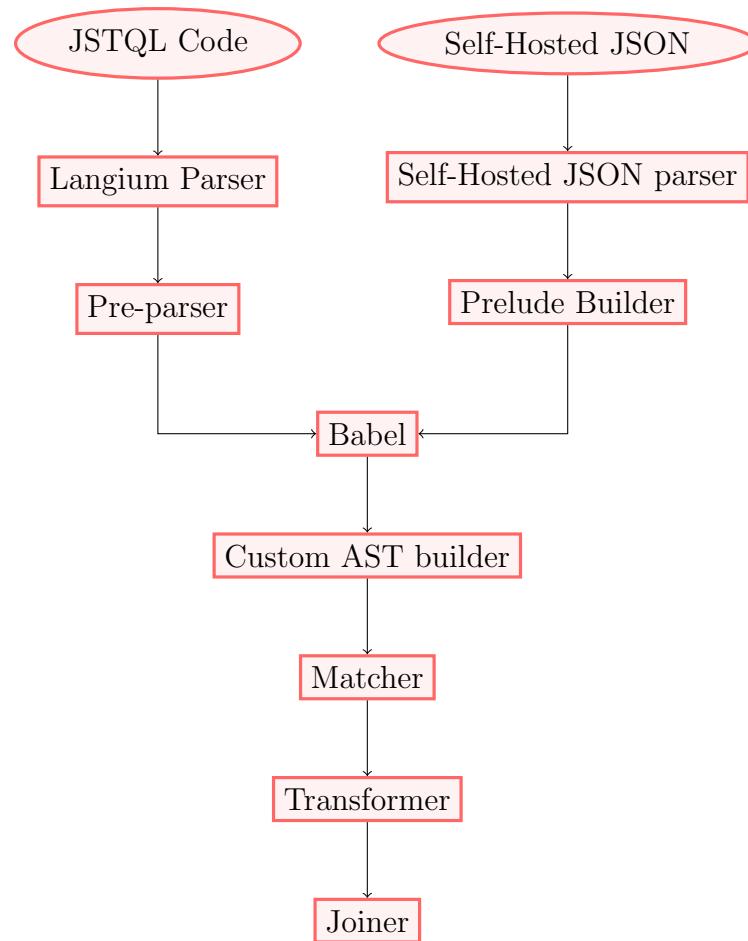 JSTQL Code
Self-Hosted JSON
Langium Parser
Self-Hosted JSON parser
Pre-parser
Prelude Builder
Babel
Custom AST builder
Matcher
Transformer
Joiner